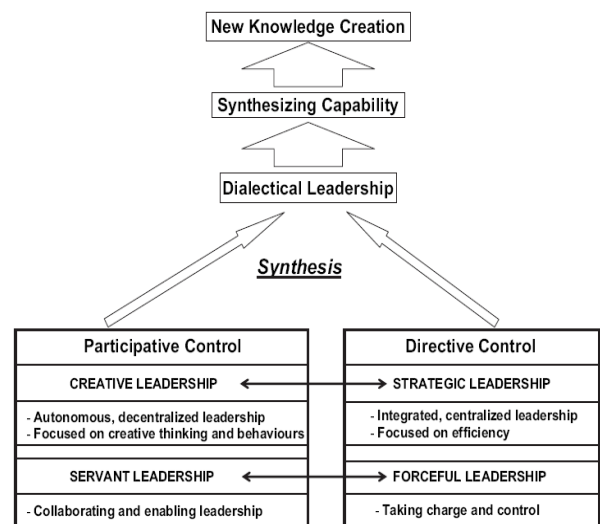 New Knowledge Creation
Synthesizing Capability
Dialectical Leadership
Synthesis
Participative Control
CREATIVE LEADERSHIP
- Autonomous, decentralized leadership
- Focused on creative thinking and behaviours
SERVANT LEADERSHIP
- Collaborating and enabling leadership
Directive Control
STRATEGIC LEADERSHIP
- Integrated, centralized leadership
- Focused on efficiency
FORCEFUL LEADERSHIP
- Taking charge and control